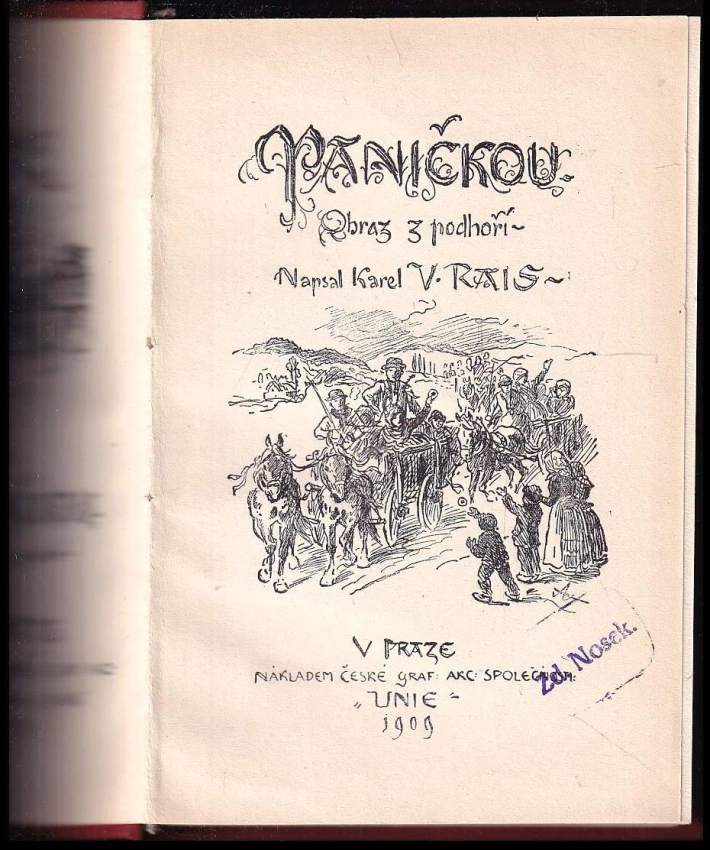 PANIČKOU.
Obraz z podhoří~
Napsal Karel V. RAIS~
V PRAZE
NÁKLADEM ČESKÉ GRAF: AKC: SPOLEČNOSTI:
„UNIE"
1909
Zd. Nosek.